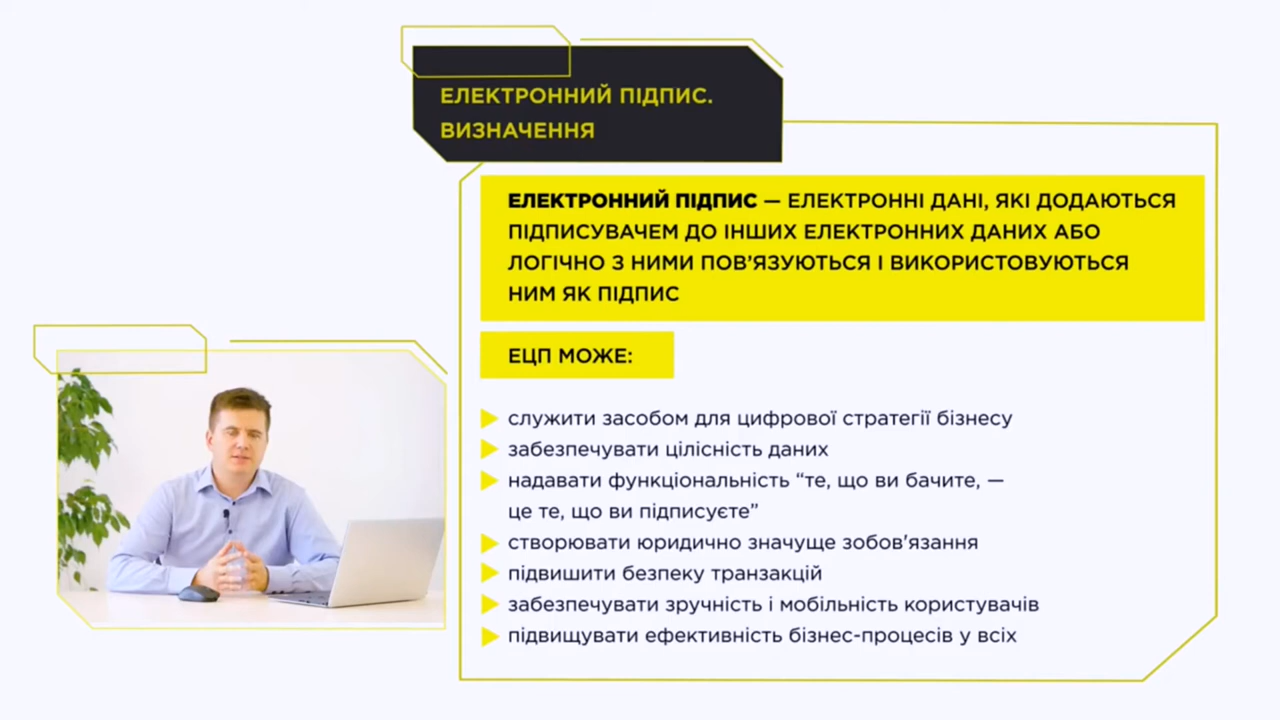 ЕЛЕКТРОННИЙ ПІДПИС.
ВИЗНАЧЕННЯ
ЕЛЕКТРОННИЙ ПІДПИС — ЕЛЕКТРОННІ ДАНІ, ЯКІ ДОДАЮТЬСЯ
ПІДПИСУВАЧЕМ ДО ІНШИХ ЕЛЕКТРОННИХ ДАНИХ АБО
ЛОГІЧНО З НИМИ ПОВ’ЯЗУЮТЬСЯ І ВИКОРИСТОВУЮТЬСЯ
НИМ ЯК ПІДПИС
ЕЦП МОЖЕ:
служити засобом для цифрової стратегії бізнесу
забезпечувати цілісність даних
надавати функціональність “те, що ви бачите, —
це те, що ви підписуєте”
створювати юридично значуще зобов'язання
підвишити безпеку транзакцій
забезпечувати зручність і мобільність користувачів
підвищувати ефективність бізнес-процесів у всіх